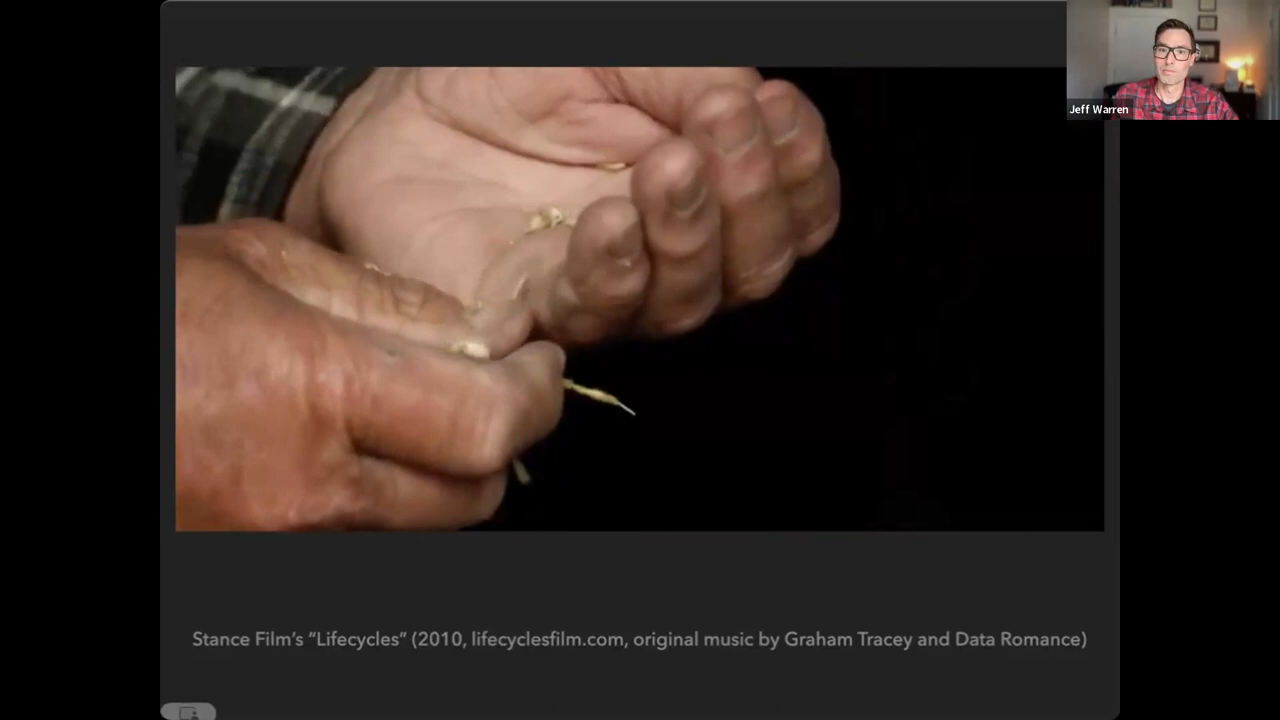 Jeff Warren
Stance Film's “Lifecycles” (2010, lifecyclesfilm.com, original music by Graham Tracey and Data Romance)